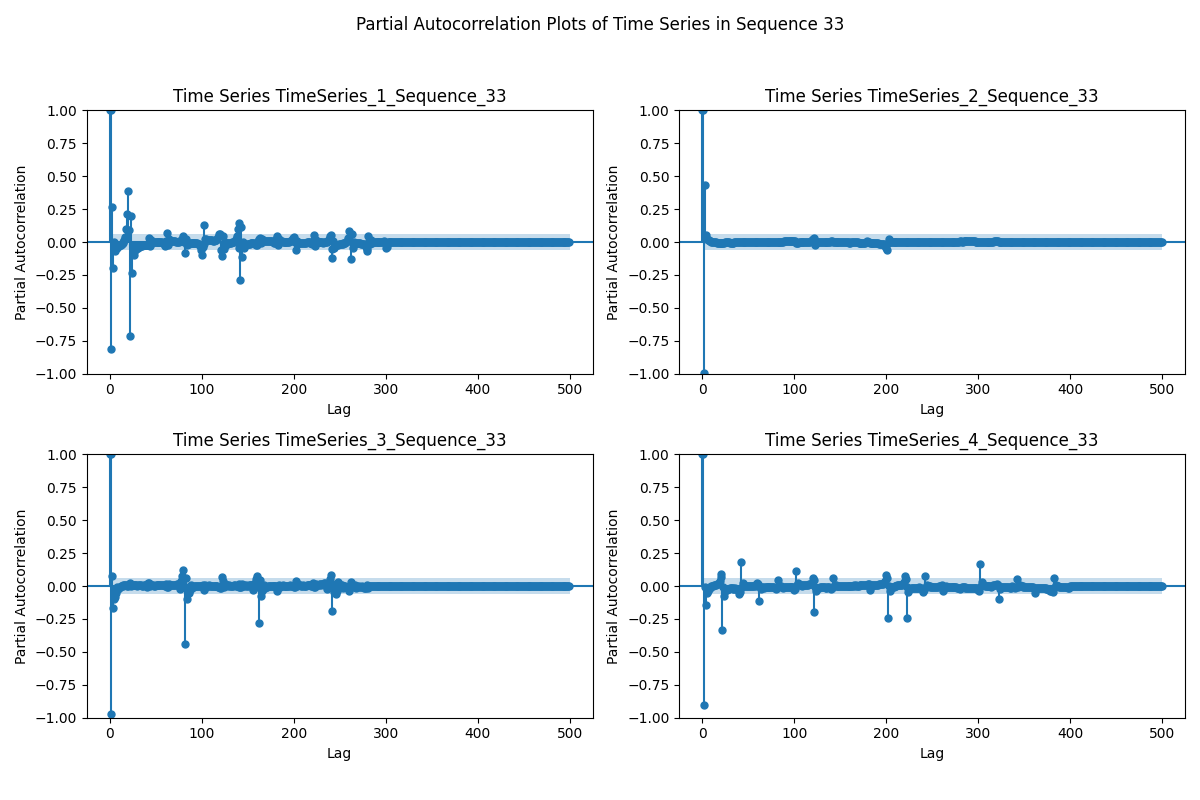 Partial Autocorrelation Plots of Time Series in Sequence 33
Time Series TimeSeries_1_Sequence_33
1.00
0.75
0.50
0.25
0.00
−0.25
−0.50
−0.75
−1.00
Partial Autocorrelation
0 100 200 300 400 500
Lag
Time Series TimeSeries_2_Sequence_33
1.00
0.75
0.50
0.25
0.00
−0.25
−0.50
−0.75
−1.00
Partial Autocorrelation
0 100 200 300 400 500
Lag
Time Series TimeSeries_3_Sequence_33
1.00
0.75
0.50
0.25
0.00
−0.25
−0.50
−0.75
−1.00
Partial Autocorrelation
0 100 200 300 400 500
Lag
Time Series TimeSeries_4_Sequence_33
1.00
0.75
0.50
0.25
0.00
−0.25
−0.50
−0.75
−1.00
Partial Autocorrelation
0 100 200 300 400 500
Lag